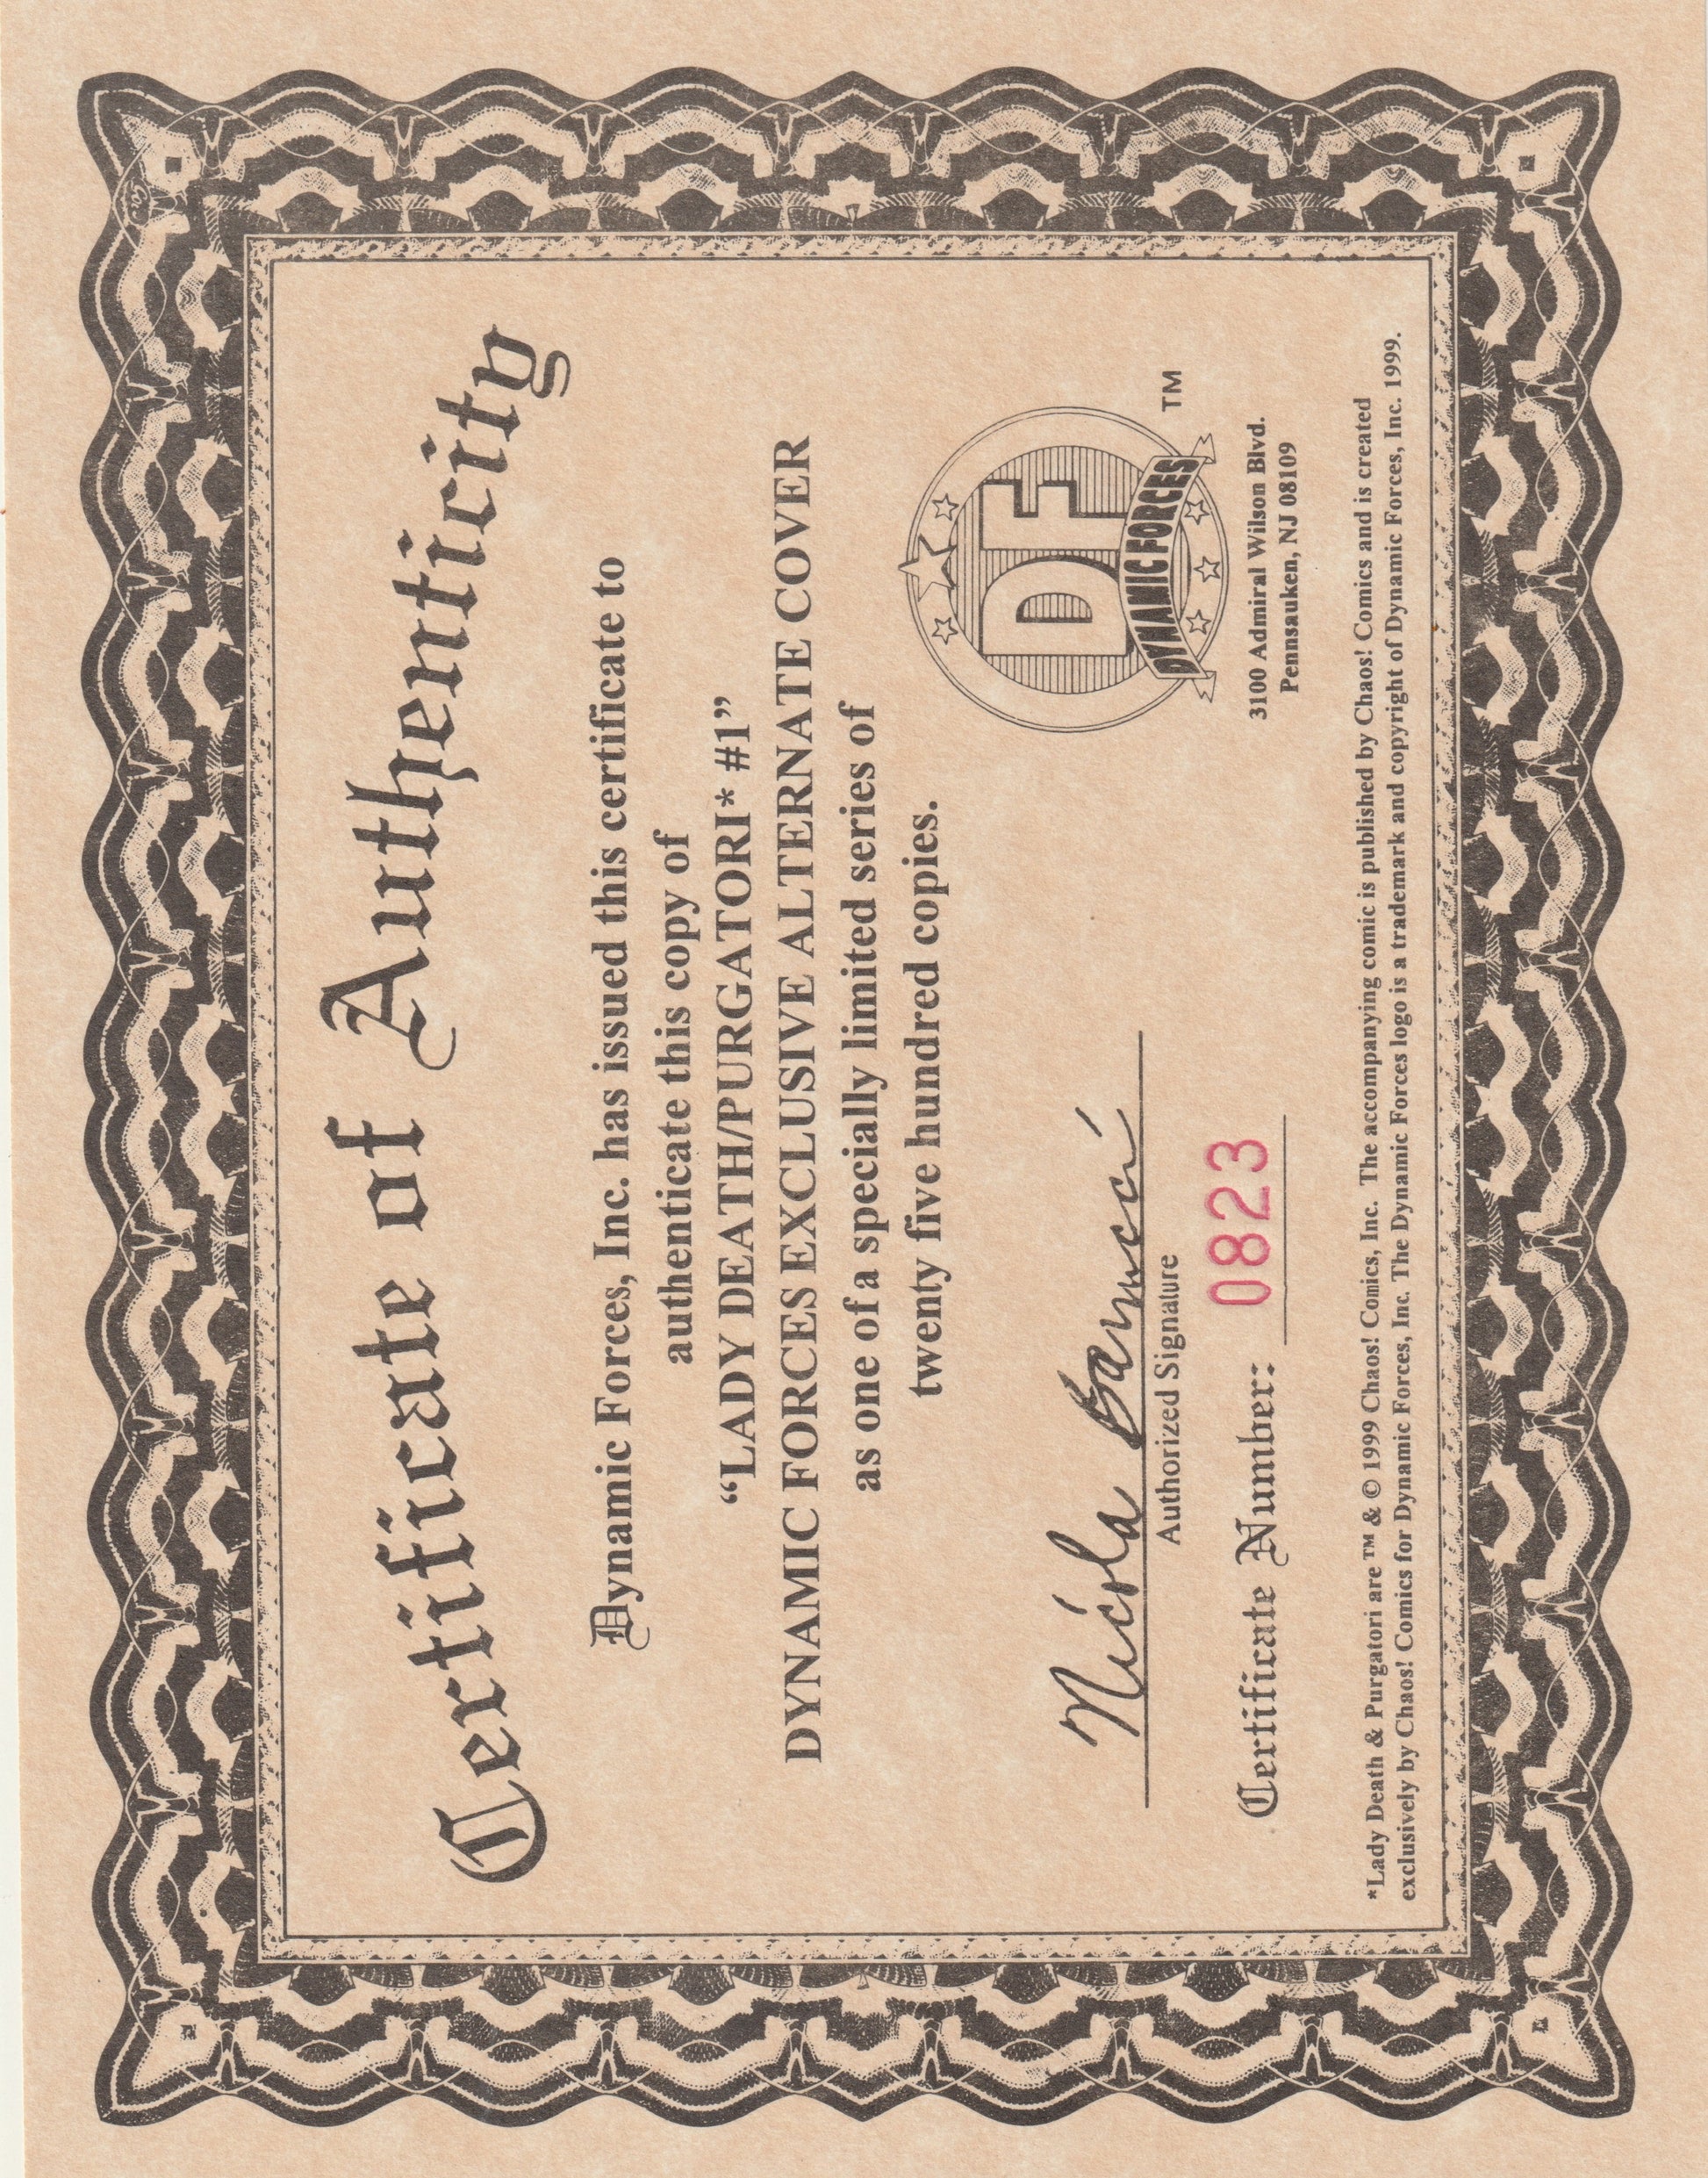 Certificate of Authenticity
Dynamic Forces, Inc. has issued this certificate to
authenticate this copy of
“LADY DEATH/PURGATORI* #1”
DYNAMIC FORCES EXCLUSIVE ALTERNATE COVER
as one of a specially limited series of
twenty five hundred copies.
Authorized Signature
Certificate Number: 0823
DF
DYNAMIC FORCES
TM
3100 Admiral Wilson Blvd.
Pennsauken, NJ 08109
*Lady Death & Purgatori are ™ & © 1999 Chaos! Comics, Inc. The accompanying comic is published by Chaos! Comics and is created
exclusively by Chaos! Comics for Dynamic Forces, Inc. The Dynamic Forces logo is a trademark and copyright of Dynamic Forces, Inc. 1999.